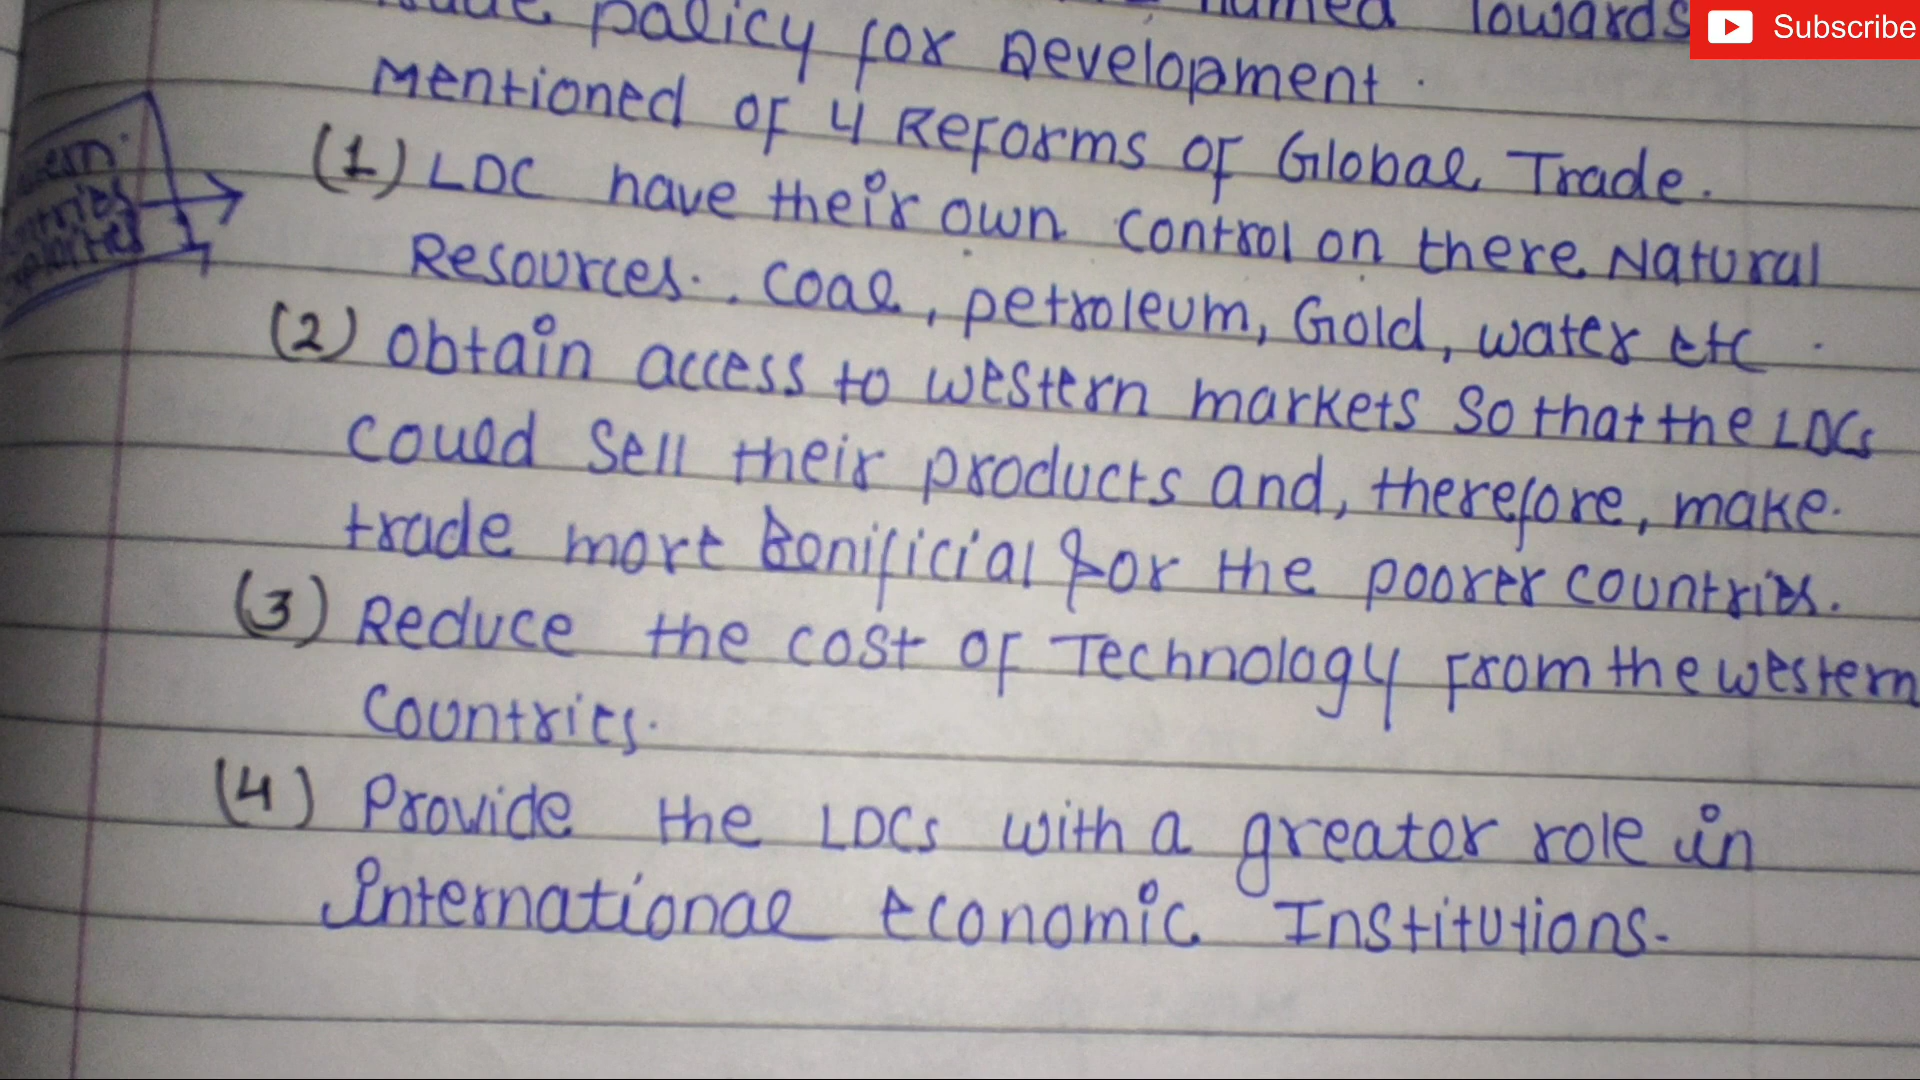 policy for Development.
named Towards
Subscribe
Mentioned of 4 Reforms of Global Trade.
(1) LDC have their own control on there Natural
Resources. . Coal, petroleum, Gold, water etc .
(2) Obtain access to western markets So that the LDCs
could Sell their products and, therefore, make.
trade more Bonificial for the poorer countries.
(3) Reduce the cost of Technology from the western
Countries.
(4) Provide the LDCs with a greater role in
International economic Institutions.